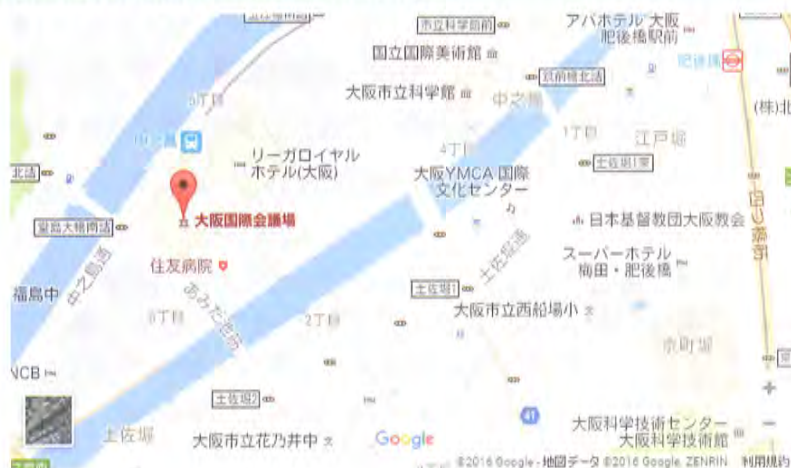 市立科学館前
アパホテル 大阪
肥後橋駅前
国立国際美術館
肥後橋
筑前橋北詰
大阪市立科学館
中之島
5丁目
(株)北
中之島
4丁目
1丁目
江戸堀
リーガロイヤル
ホテル(大阪)
土佐堀1東
北詰
大阪YMCA 国際
文化センター
四つ橋筋
大阪国際会議場
堂島大橋南詰
日本基督教団大阪教会
中之島通
土佐堀通
スーパーホテル
梅田・肥後橋
住友病院
福島中
あみだ池筋
土佐堀1
大阪市立西船場小
6丁目
2丁目
京町堀
NCB
土佐堀2
41
大阪科学技術センター
大阪科学技術館
土佐堀
大阪市立花乃井中
Google
©2016 Google - 地図データ ©2016 Google, ZENRIN 利用規約